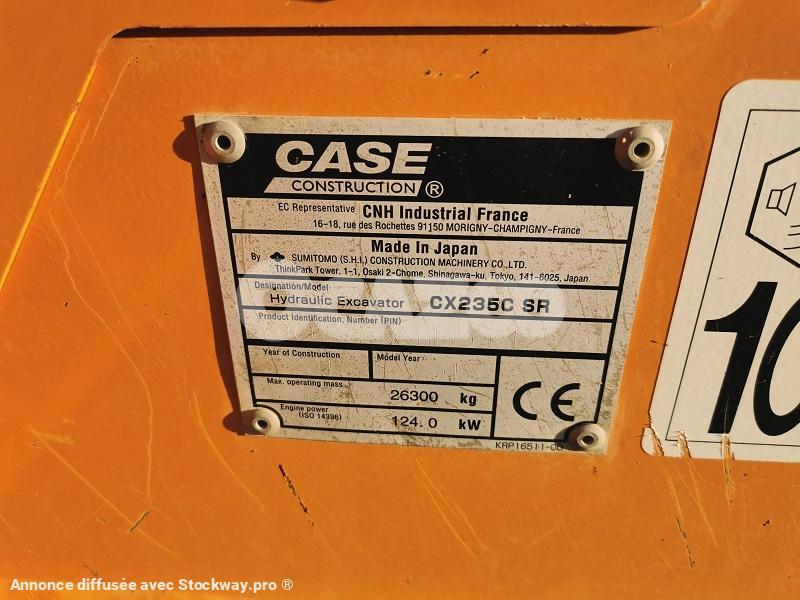 CASE
CONSTRUCTION ®
EC Representative CNH Industrial France
16-18, rue des Rochettes 91150 MORIGNY-CHAMPIGNY-France
Made In Japan
By SUMITOMO (S.H.I.) CONSTRUCTION MACHINERY CO.,LTD.
ThinkPark Tower. 1-1, Osaki 2-Chome, Shinagawa-ku, Tokyo, 141-6025, Japan
Designation/Model
Hydraulic Excavator CX235C SR
Product Identification, Number (PIN)
Year of Construction Model Year
Max. operating mass
26300 kg
Engine power
(ISO 14396) 124.0 kW
CE
10
Annonce diffusée avec Stockway.pro ®